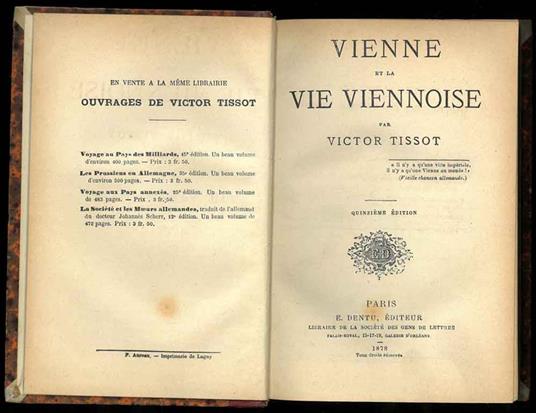 EN VENTE A LA MÊME LIBRAIRIE
OUVRAGES DE VICTOR TISSOT
Voyage au Pays des Milliards, 45e édition. Un beau volume
d'environ 400 pages. — Prix : 3 fr. 50.
Les Prussiens en Allemagne, 35e édition. Un beau volume
d'environ 500 pages. — Prix : 3 fr. 50.
Voyage aux Pays annexés, 25e édition. Un beau volume
de 483 pages. — Prix . 3 fr. 50.
La Société et les Mœurs allemandes, traduit de l'allemand
du docteur Johannès Scherr, 12e édition. Un beau volume de
472 pages. Prix : 3 fr. 50.
F. Aureau. — Imprimerie de Lagny
VIENNE
ET LA
VIE VIENNOISE
PAR
VICTOR TISSOT
« Il n'y a qu'une ville impériale,
il n'y a qu'une Vienne au monde ! »
(Vieille chanson allemande.)
QUINZIÈME ÉDITION
ED
PARIS
E. DENTU, ÉDITEUR
LIBRAIRE DE LA SOCIÉTÉ DES GENS DE LETTRES
PALAIS-ROYAL, 15-17-19, GALERIE D'ORLÉANS
1878
Tous droits réservés